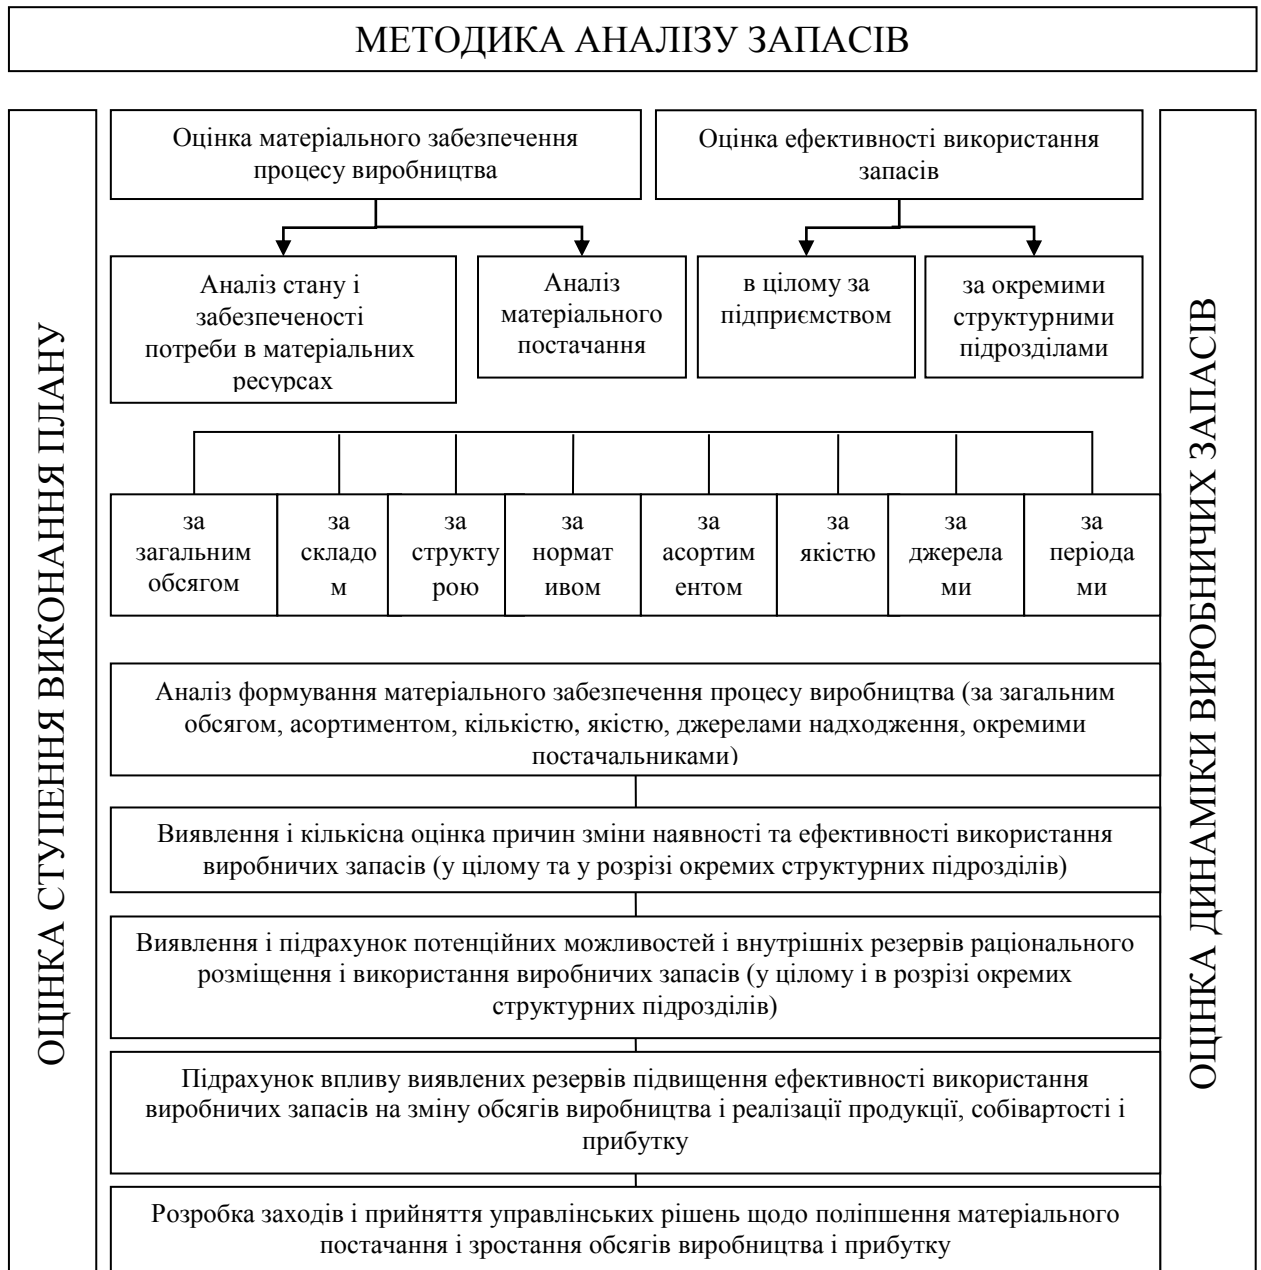 МЕТОДИКА АНАЛІЗУ ЗАПАСІВ
ОЦІНКА СТУПЕННЯ ВИКОНАННЯ ПЛАНУ
Оцінка матеріального забезпечення
процесу виробництва
Оцінка ефективності використання
запасів
Аналіз стану і
забезпеченості
потреби в матеріальних
ресурсах
Аналіз
матеріального
постачання
в цілому за
підприємством
за окремими
структурними
підрозділами
за
загальним
обсягом
за
складо
м
за
структу
рою
за
нормат
ивом
за
асортим
ентом
за
якістю
за
джерела
ми
за
періода
ми
Аналіз формування матеріального забезпечення процесу виробництва (за загальним
обсягом, асортиментом, кількістю, якістю, джерелами надходження, окремими
постачальниками)
Виявлення і кількісна оцінка причин зміни наявності та ефективності використання
виробничих запасів (у цілому та у розрізі окремих структурних підрозділів)
Виявлення і підрахунок потенційних можливостей і внутрішніх резервів раціонального
розміщення і використання виробничих запасів (у цілому і в розрізі окремих
структурних підрозділів)
Підрахунок впливу виявлених резервів підвищення ефективності використання
виробничих запасів на зміну обсягів виробництва і реалізації продукції, собівартості і
прибутку
Розробка заходів і прийняття управлінських рішень щодо поліпшення матеріального
постачання і зростання обсягів виробництва і прибутку
ОЦІНКА ДИНАМІКИ ВИРОБНИЧИХ ЗАПАСІВ